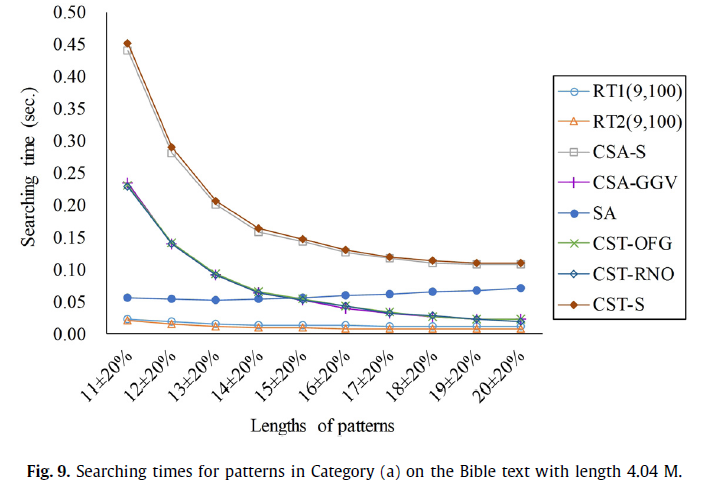 0.50
0.45
0.40
0.35
0.30
0.25
0.20
0.15
0.10
0.05
0.00
Searching time (sec.)
11±20%
12±20%
13±20%
14±20%
15±20%
16±20%
17±20%
18±20%
19±20%
20±20%
Lengths of patterns
RT1(9,100)
RT2(9,100)
CSA-S
CSA-GGV
SA
CST-OFG
CST-RNO
CST-S
Fig. 9. Searching times for patterns in Category (a) on the Bible text with length 4.04 M.